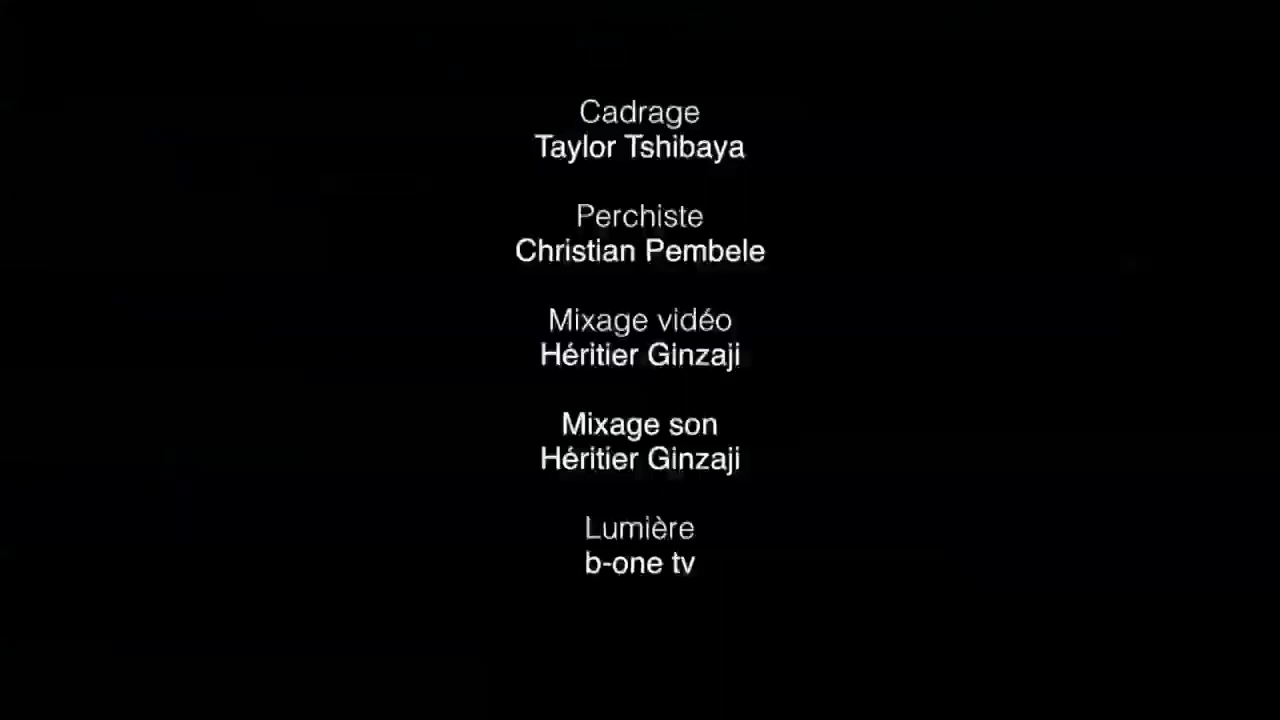 Cadrage
Taylor Tshibaya
Perchiste
Christian Pembele
Mixage vidéo
Héritier Ginzaji
Mixage son
Héritier Ginzaji
Lumière
b-one tv